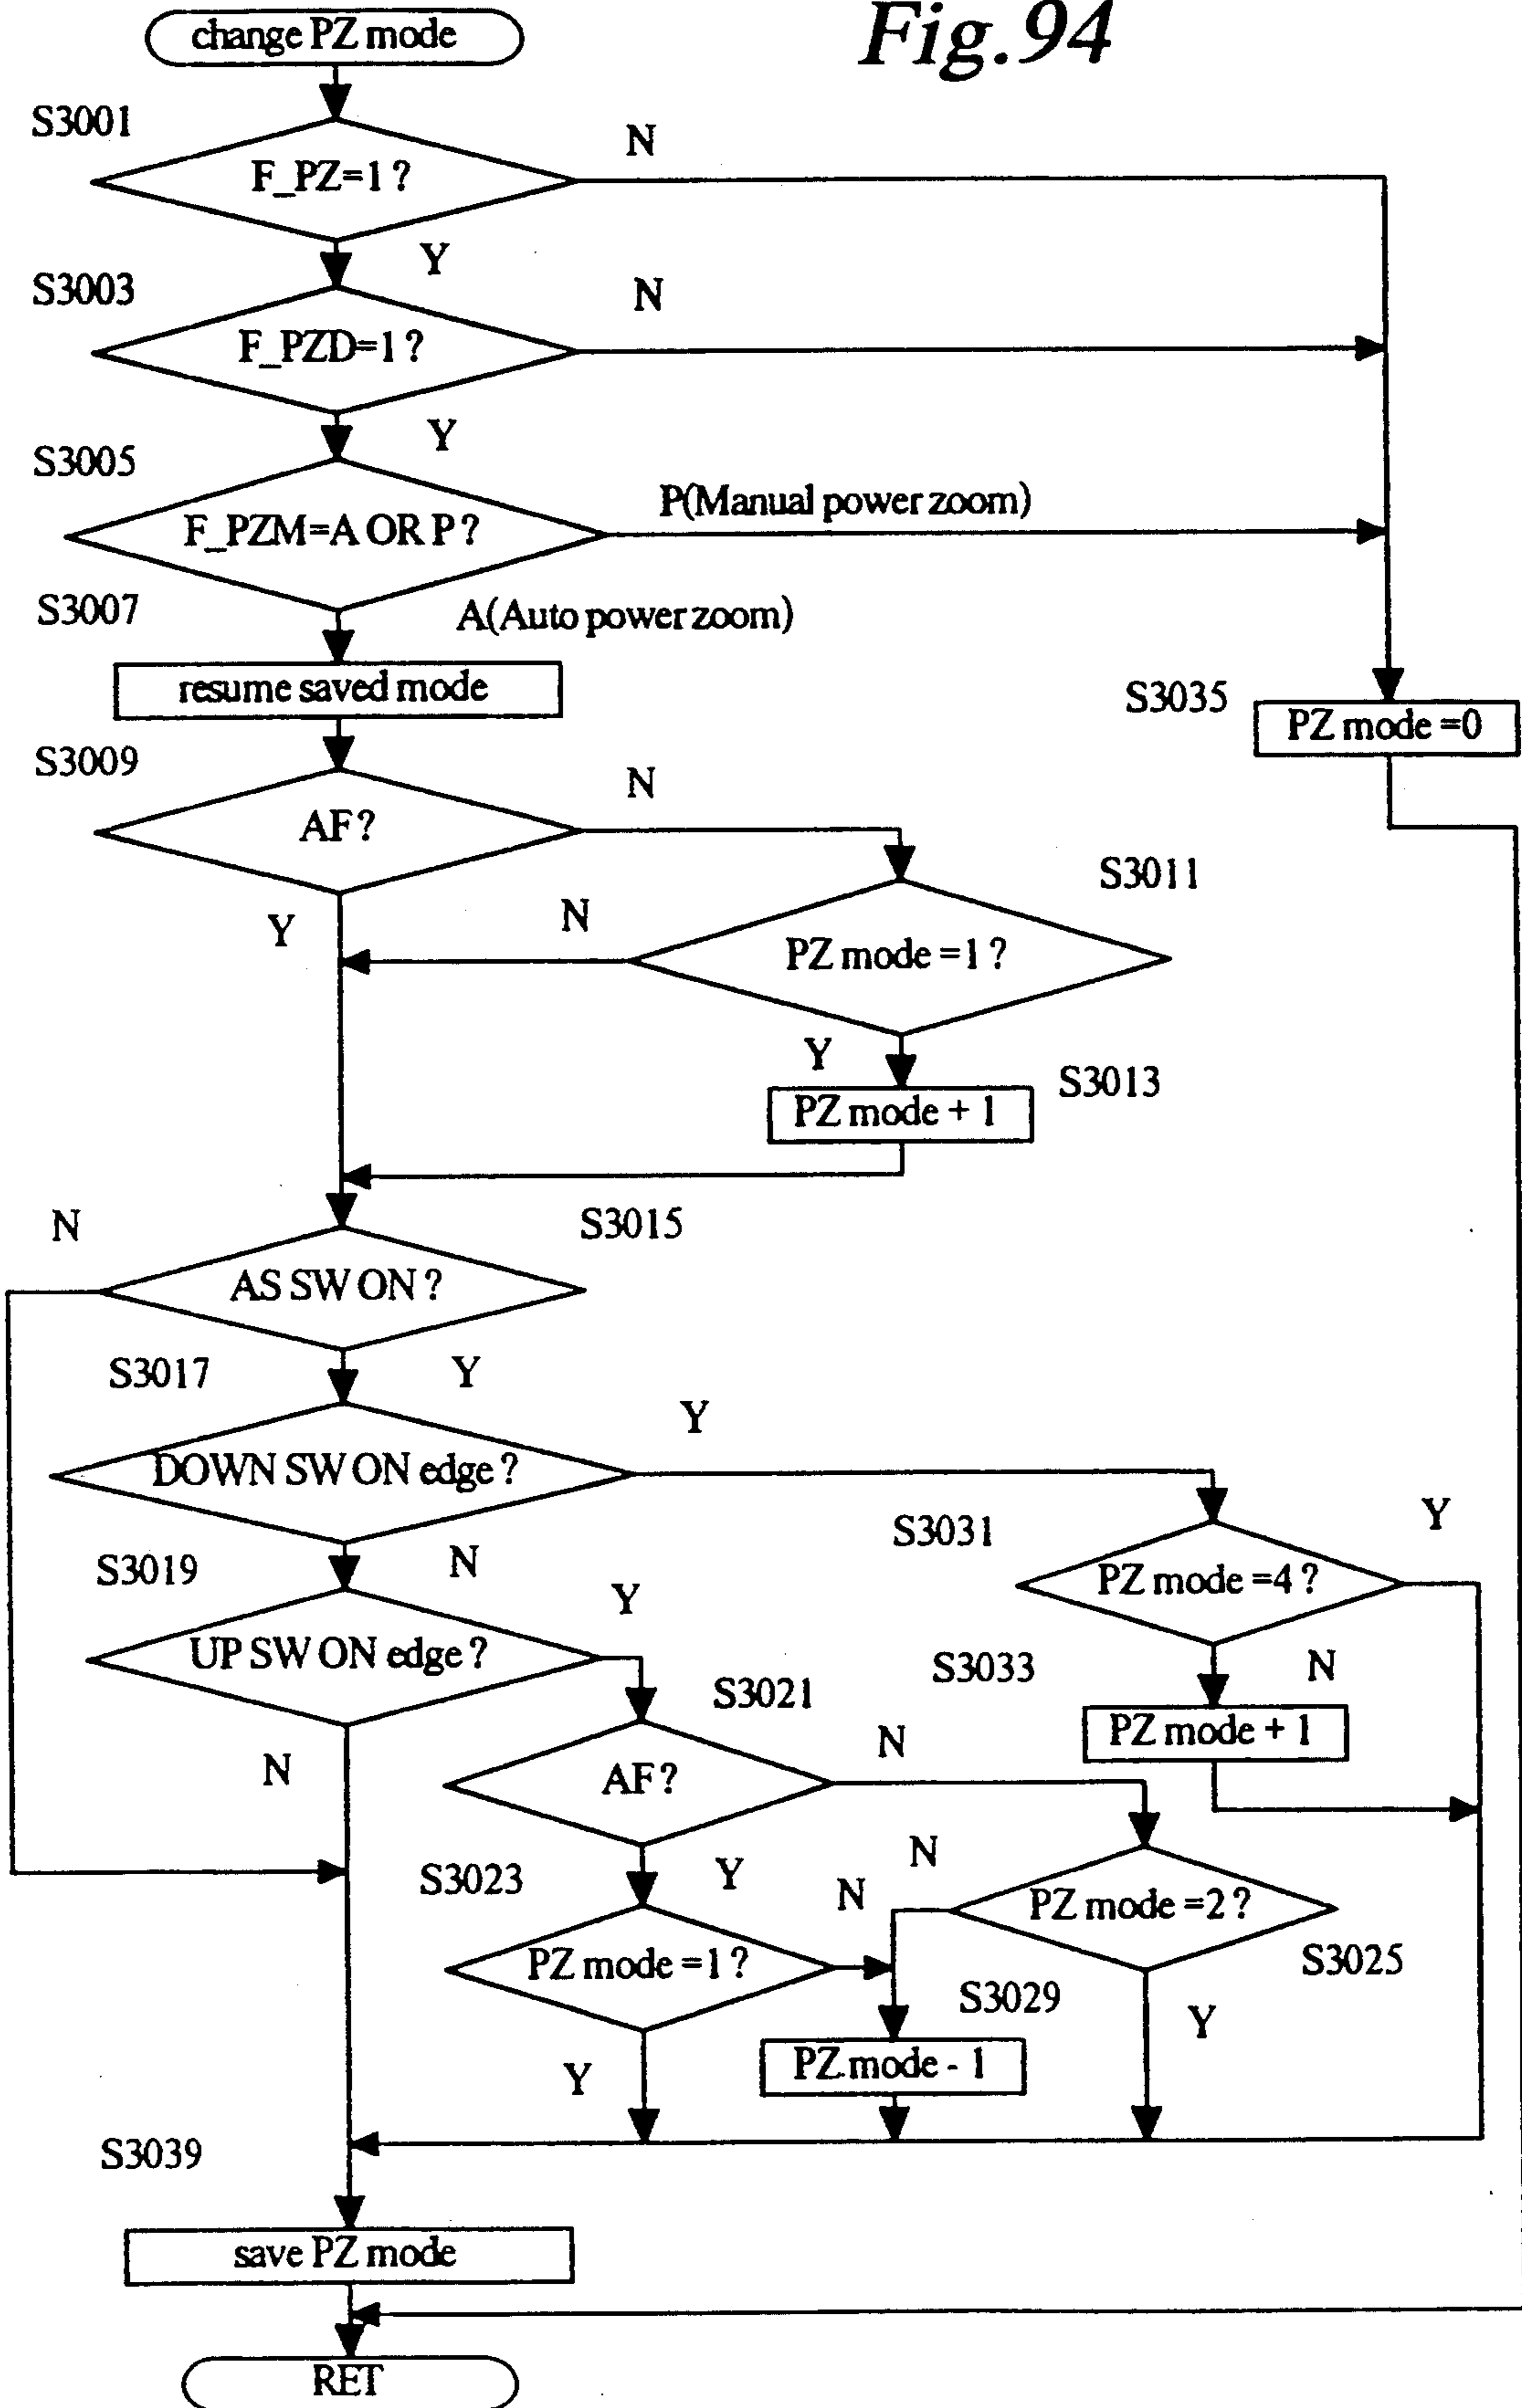 Fig.94
change PZ mode
S3001
F_PZ=1 ?
N
Y
S3003
F_PZD=1 ?
N
Y
S3005
F_PZM=A OR P ?
P(Manual power zoom)
S3007
A(Auto power zoom)
resume saved mode
S3035
PZ mode =0
S3009
AF ?
N
Y
S3011
PZ mode =1 ?
N
Y
S3013
PZ mode + 1
N
S3015
AS SW ON ?
S3017
Y
DOWN SW ON edge ?
Y
S3031
Y
PZ mode =4 ?
S3019
N
UP SW ON edge ?
Y
S3033
N
PZ mode + 1
S3021
N
AF ?
N
S3023
Y
N
N
PZ mode =2 ?
PZ mode =1 ?
S3025
S3029
Y
PZ mode - 1
Y
S3039
save PZ mode
RET